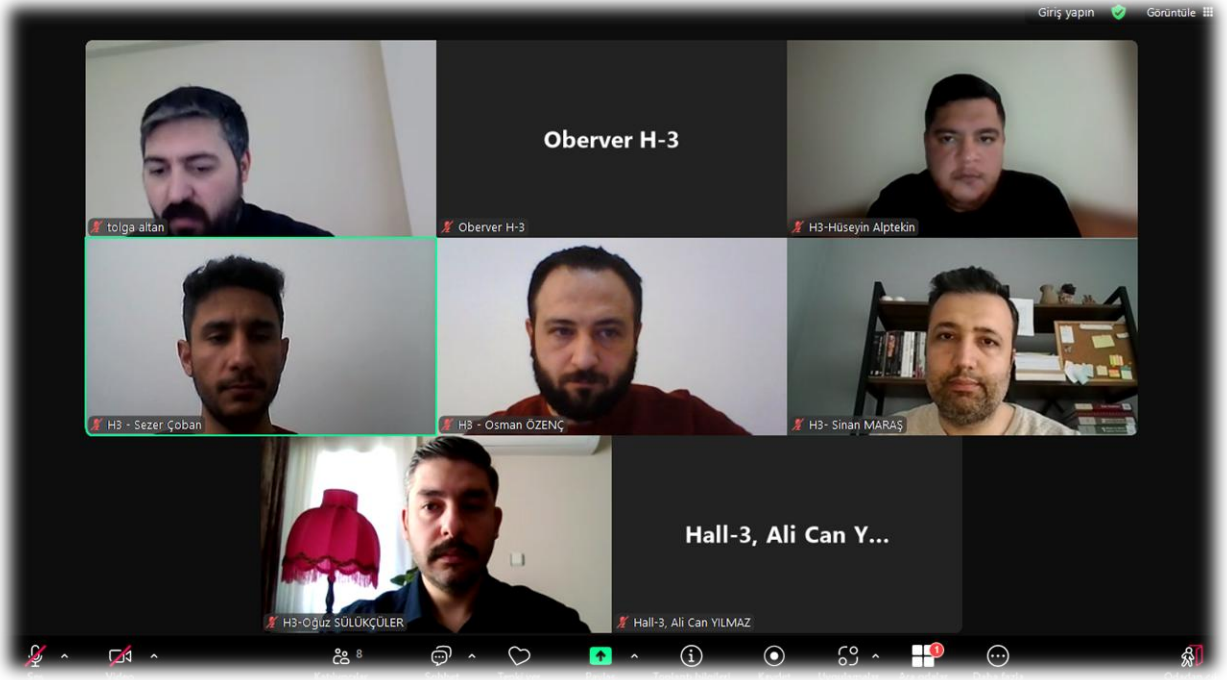 Giriş yapın
Görüntüle
Oberver H-3
tolga altan
Oberver H-3
H3-Hüseyin Alptekin
H3 - Sezer Çoban
H3 - Osman ÖZENÇ
H3- Sinan MARAŞ
Hall-3, Ali Can Y...
H3-Oğuz SÜLÜKÇÜLER
Hall-3, Ali Can YILMAZ
8
1